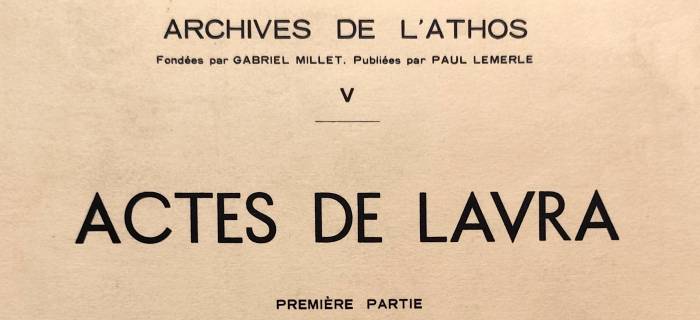 ARCHIVES DE L'ATHOS
Fondées par GABRIEL MILLET. Publiées par PAUL LEMERLE
V
ACTES DE LAVRA
PREMIÈRE PARTIE